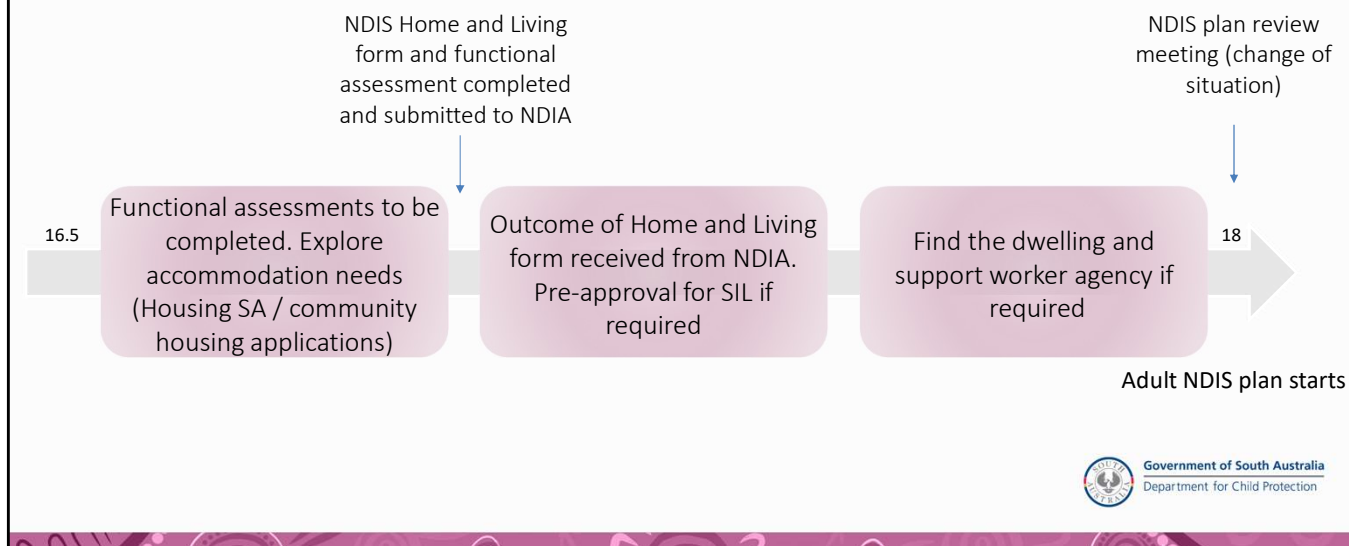 NDIS Home and Living
form and functional
assessment completed
and submitted to NDIA
NDIS plan review
meeting (change of
situation)
16.5
Functional assessments to be
completed. Explore
accommodation needs
(Housing SA / community
housing applications)
Outcome of Home and Living
form received from NDIA.
Pre-approval for SIL if
required
Find the dwelling and
support worker agency if
required
18
Adult NDIS plan starts
SOUTH
AUSTRALIA
Government of South Australia
Department for Child Protection